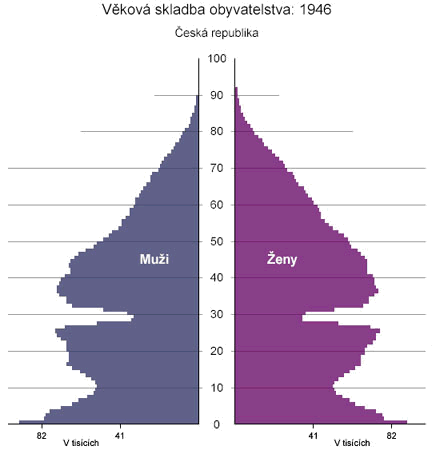 Věková skladba obyvatelstva: 1946
Česká republika
100
90
80
70
60
50
40
30
20
10
0
Muži
Ženy
82 41 41 82
V tisících V tisících